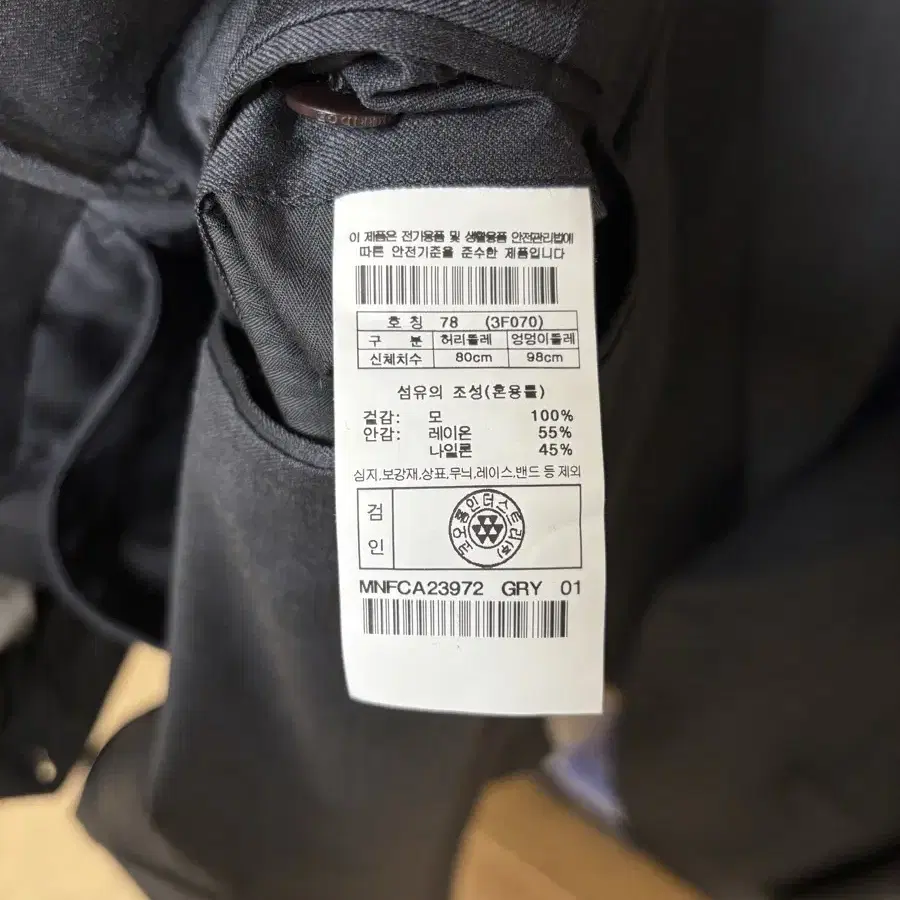 이 제품은 전기용품 및 생활용품 안전관리법에
따른 안전기준을 준수한 제품입니다
호 칭 78 (3F070)
구 분 허리둘레 엉덩이둘레
신체치수 80cm 98cm
섬유의 조성(혼용률)
겉감: 모 100%
안감: 레이온 55%
나일론 45%
심지,보강재,상표,무늬,레이스,밴드 등 제외
검
인
MNFCA23972 GRY 01